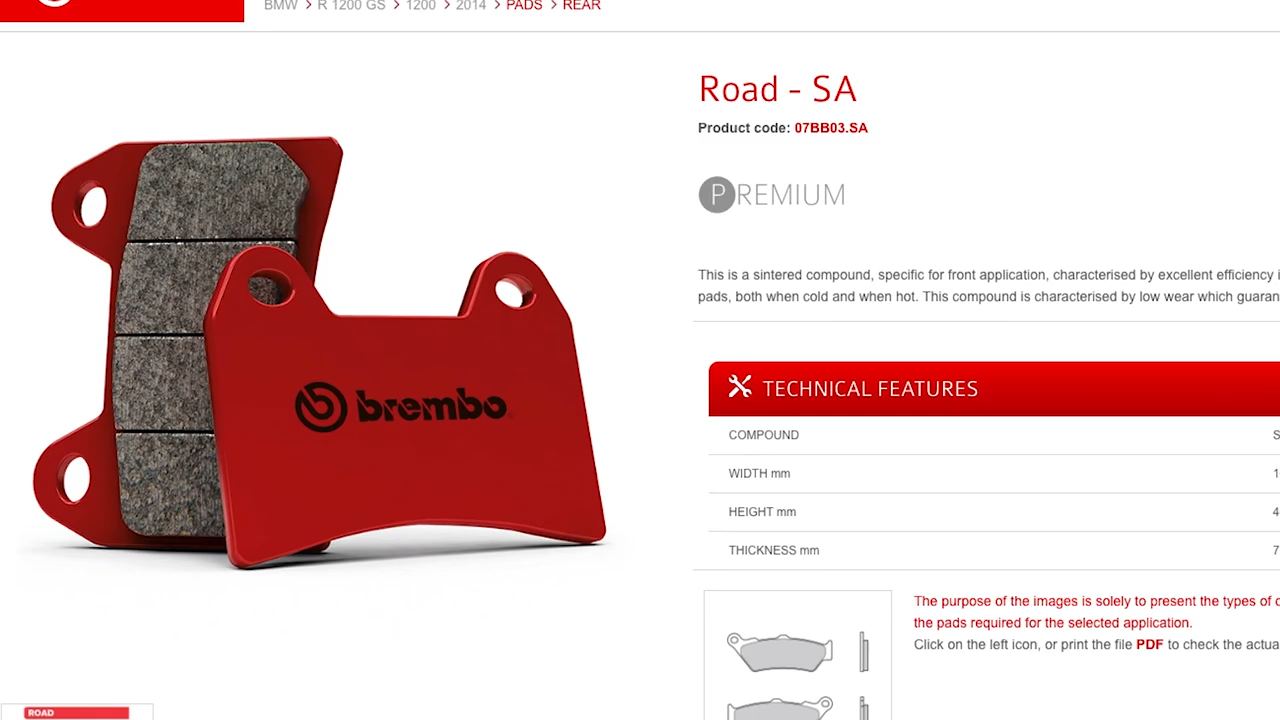 BMW > R 1200 GS > 1200 > 2014 > PADS > REAR
Road - SA
Product code: 07BB03.SA
PREMIUM
This is a sintered compound, specific for front application, characterised by excellent efficiency
pads, both when cold and when hot. This compound is characterised by low wear which
brembo
TECHNICAL FEATURES
COMPOUND
WIDTH mm
HEIGHT mm
THICKNESS mm
The purpose of the images is solely to present the types of
the pads required for the selected application.
Click on the left icon, or print the file PDF to check the
ROAD